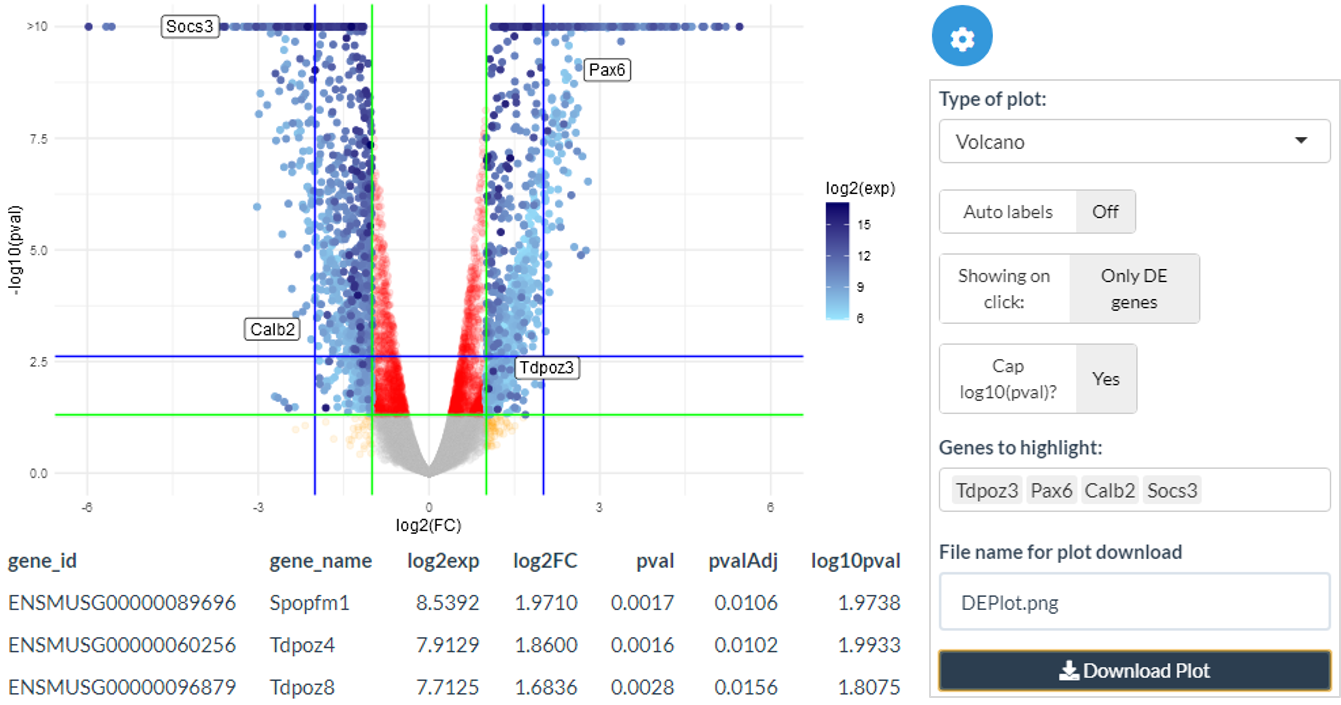 >10
7.5
5.0
2.5
0.0
-log10(pval)
-6
-3
0
3
6
log2(FC)
Socs3
Pax6
Calb2
Tdpoz3
log2(exp)
15
12
9
6
gene_id gene_name log2exp log2FC pval pvalAdj log10pval
ENSMUSG00000089696 Spopfm1 8.5392 1.9710 0.0017 0.0106 1.9738
ENSMUSG00000060256 Tdpoz4 7.9129 1.8600 0.0016 0.0102 1.9933
ENSMUSG00000096879 Tdpoz8 7.7125 1.6836 0.0028 0.0156 1.8075
Type of plot:
Volcano
Auto labels Off
Showing on
click:
Only DE
genes
Cap
log10(pval)?
Yes
Genes to highlight:
Tdpoz3 Pax6 Calb2 Socs3
File name for plot download
DEPlot.png
Download Plot